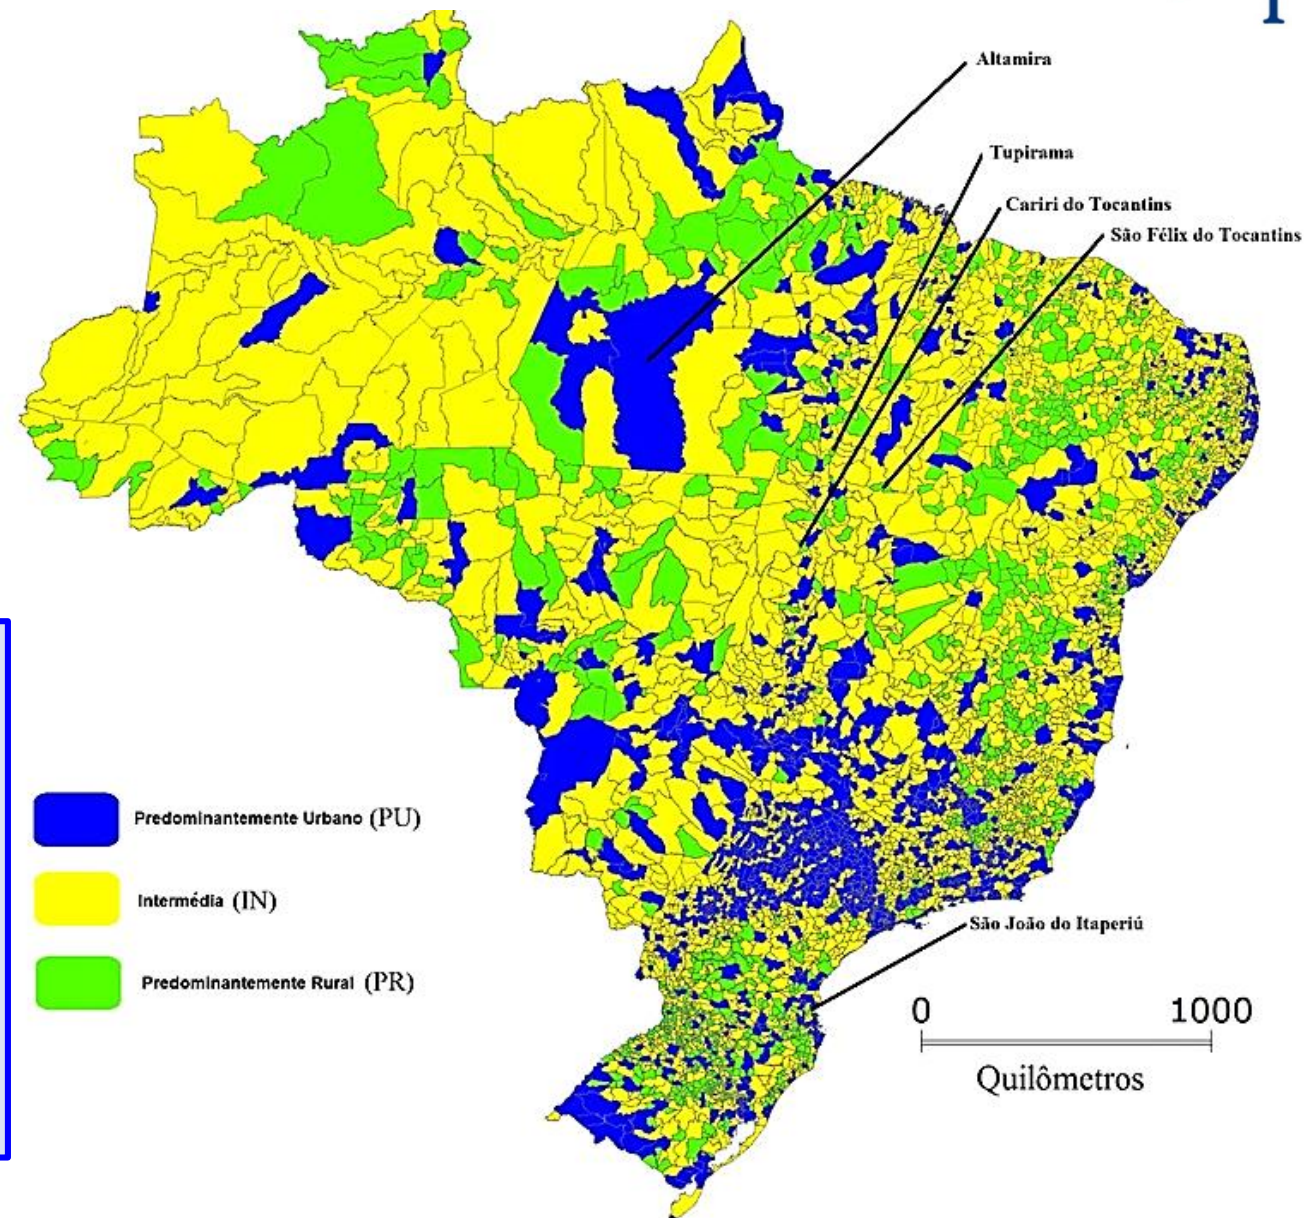 Altamira
Tupirama
Cariri do Tocantins
São Félix do Tocantins
Predominantemente Urbano (PU)
Intermédia (IN)
Predominantemente Rural (PR)
São João do Itaperiú
0 1000
Quilômetros